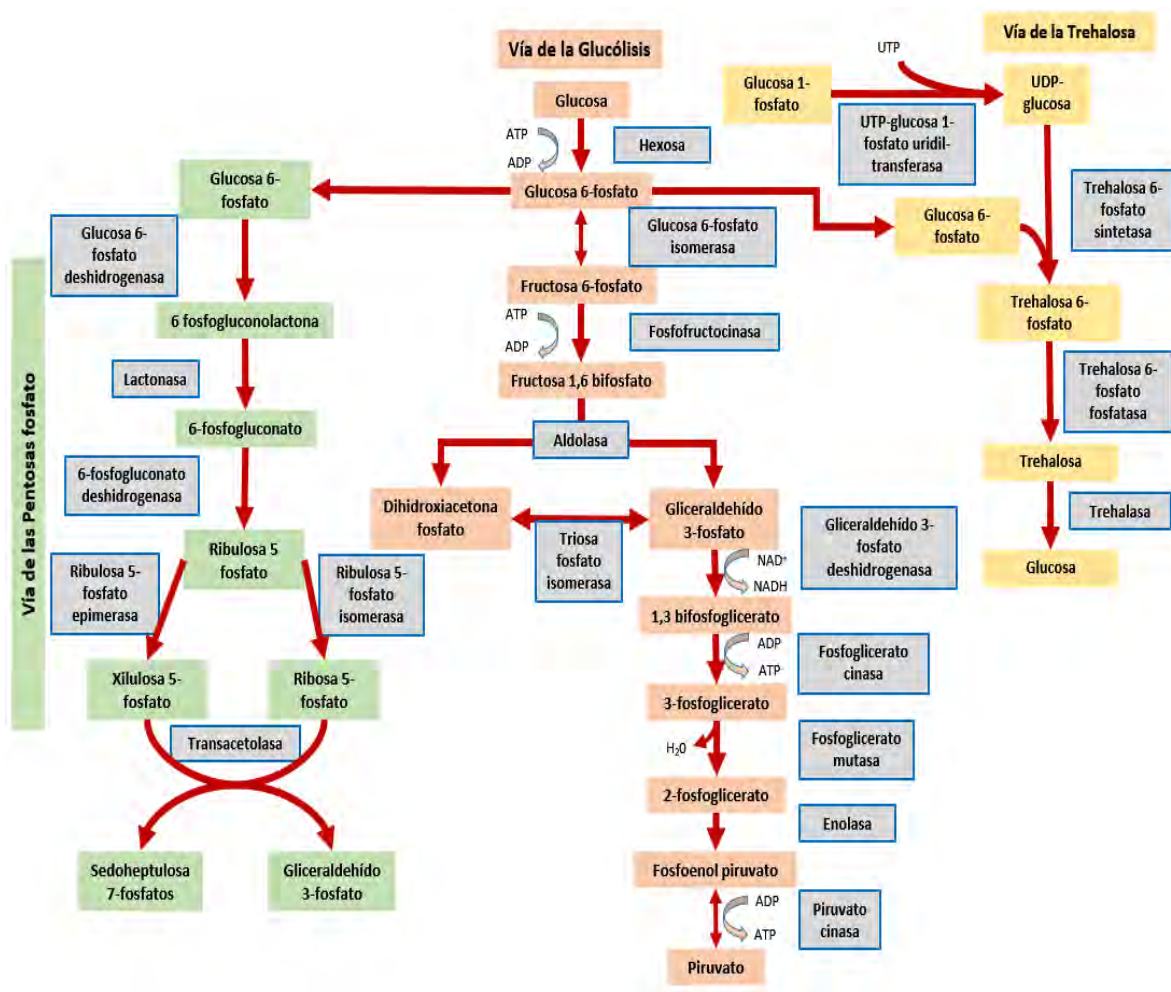 Vía de la Glucólisis
Glucosa
ATP
ADP
Hexosa
Glucosa 6-fosfato
Glucosa 6-fosfato
isomerasa
Fructosa 6-fosfato
ATP
ADP
Fosfofructocinasa
Fructosa 1,6 bifosfato
Aldolasa
Dihidroxiacetona
fosfato
Triosa
fosfato
isomerasa
Gliceraldehído
3-fosfato
NAD+
NADH
Gliceraldehído 3-
fosfato
deshidrogenasa
1,3 bifosfoglicerato
ADP
ATP
Fosfoglicerato
cinasa
3-fosfoglicerato
H20
Fosfoglicerato
mutasa
2-fosfoglicerato
Enolasa
Fosfoenol piruvato
ADP
ATP
Piruvato
cinasa
Piruvato
Vía de las Pentosas fosfato
Glucosa 6-
fosfato
Glucosa 6-
fosfato
deshidrogenasa
6 fosfogluconolactona
Lactonasa
6-fosfogluconato
6-fosfogluconato
deshidrogenasa
Ribulosa 5
fosfato
Ribulosa 5-
fosfato
epimerasa
Ribulosa 5-
fosfato
isomerasa
Xilulosa 5-
fosfato
Ribosa 5-
fosfato
Transacetolasa
Sedoheptulosa
7-fosfatos
Gliceraldehído
3-fosfato
Vía de la Trehalosa
UTP
Glucosa 1-
fosfato
UDP-
glucosa
UTP-glucosa 1-
fosfato uridil-
transferasa
Glucosa 6-
fosfato
Trehalosa 6-
fosfato
sintetasa
Trehalosa 6-
fosfato
Trehalosa 6-
fosfato
fosfatasa
Trehalosa
Trehalasa
Glucosa